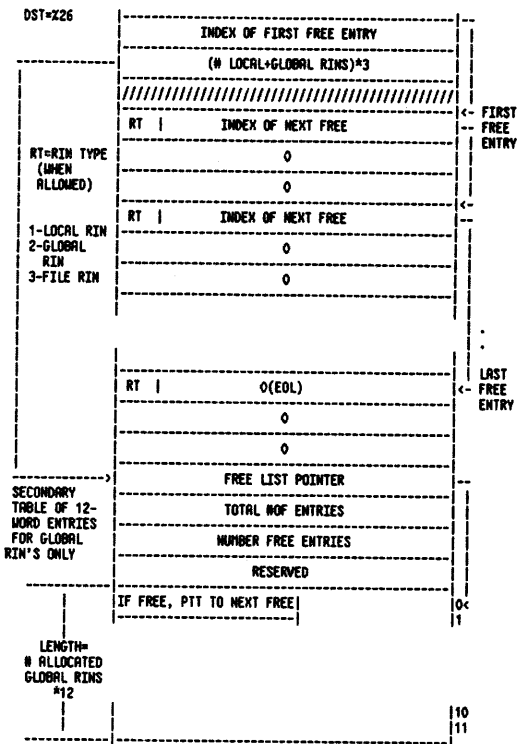 DST=%26
INDEX OF FIRST FREE ENTRY
(# LOCAL+GLOBAL RINS)*3
////////////////////////////////////////
<- FIRST
RT | INDEX OF NEXT FREE
-- FREE
ENTRY
RT=RIN TYPE
(WHEN
ALLOWED)
0
0
<-
RT | INDEX OF NEXT FREE
1-LOCAL RIN
2-GLOBAL
RIN
3-FILE RIN
0
0
.
.
LAST
RT | 0(EOL)
<- FREE
ENTRY
0
0
FREE LIST POINTER
SECONDARY
TABLE OF 12-
WORD ENTRIES
FOR GLOBAL
RIN'S ONLY
TOTAL #OF ENTRIES
NUMBER FREE ENTRIES
RESERVED
IF FREE, PTT TO NEXT FREE|
0<
1
LENGTH=
# ALLOCATED
GLOBAL RINS
*12
10
11